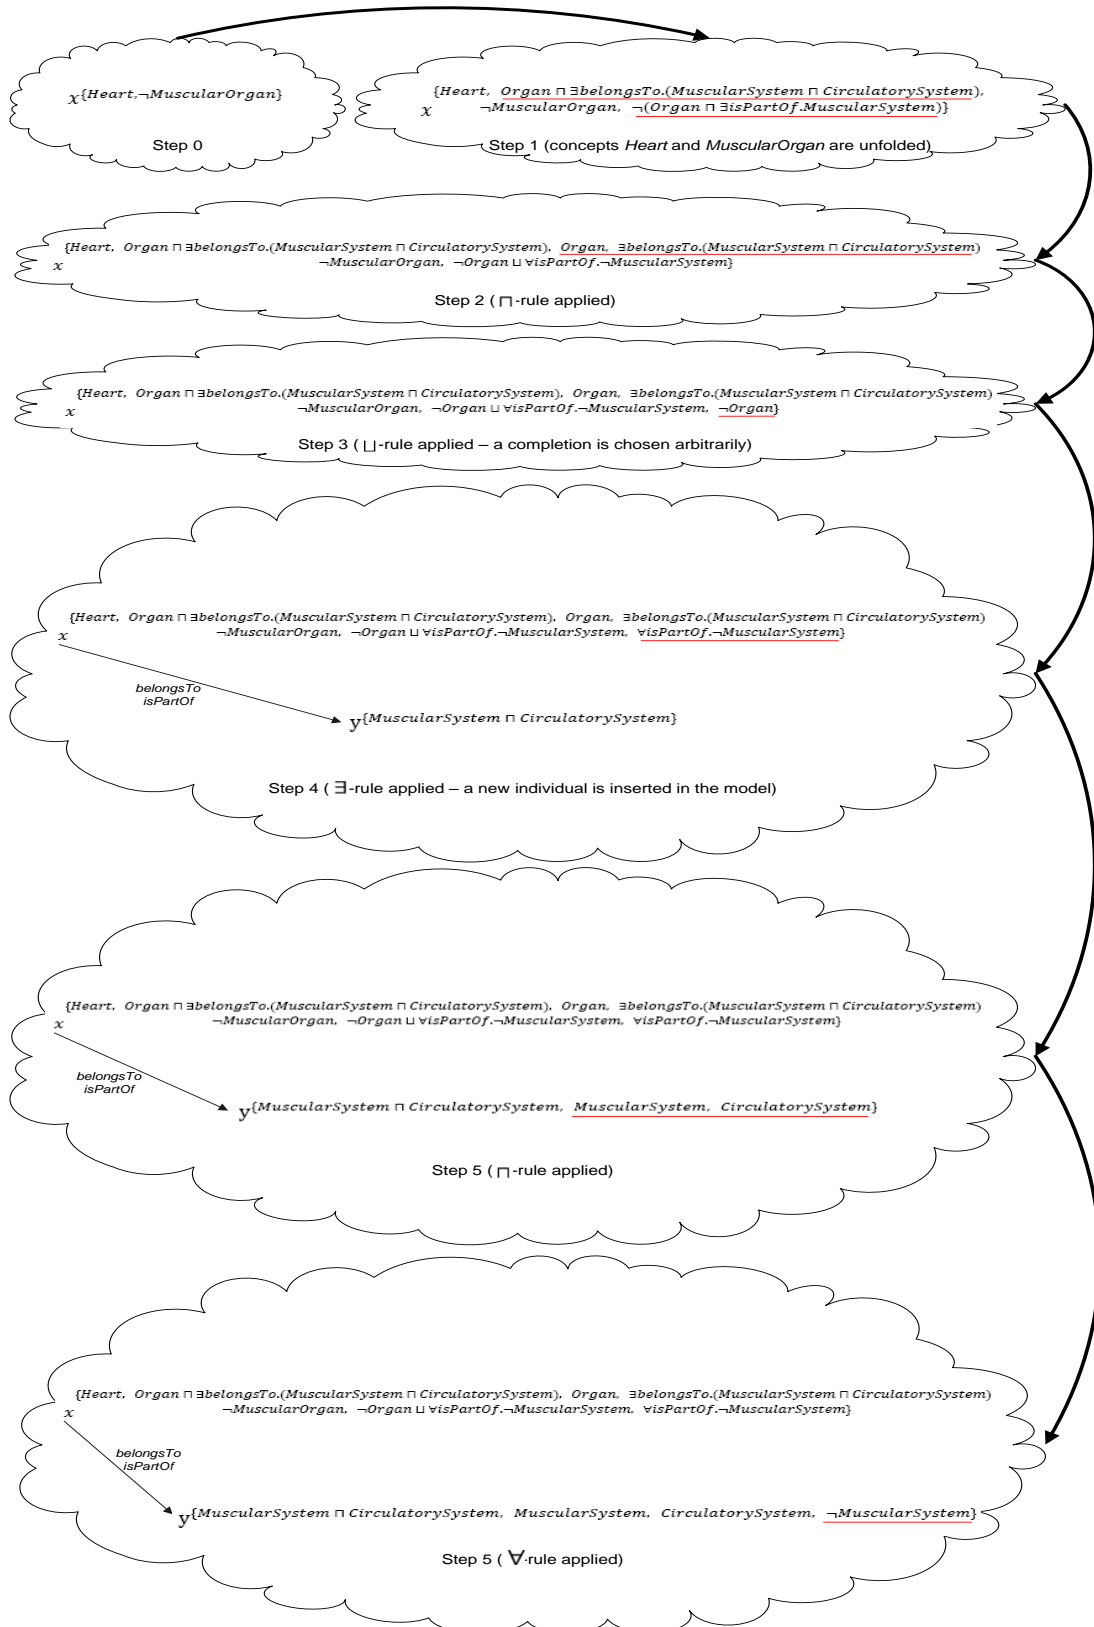 x{Heart,¬MuscularOrgan}
Step 0
{Heart, Organ ⊓ ∃belongsTo.(MuscularSystem ⊓ CirculatorySystem),
x ¬MuscularOrgan, ¬(Organ ⊓ ∃isPartOf.MuscularSystem)}
Step 1 (concepts Heart and MuscularOrgan are unfolded)
{Heart, Organ ⊓ ∃belongsTo.(MuscularSystem ⊓ CirculatorySystem), Organ, ∃belongsTo.(MuscularSystem ⊓ CirculatorySystem)
x ¬MuscularOrgan, ¬Organ ⊔ ∀isPartOf.¬MuscularSystem}
Step 2 ( ⊓-rule applied)
{Heart, Organ ⊓ ∃belongsTo.(MuscularSystem ⊓ CirculatorySystem), Organ, ∃belongsTo.(MuscularSystem ⊓ CirculatorySystem)
x ¬MuscularOrgan, ¬Organ ⊔ ∀isPartOf.¬MuscularSystem, ¬Organ}
Step 3 ( ⊔-rule applied – a completion is chosen arbitrarily)
{Heart, Organ ⊓ ∃belongsTo.(MuscularSystem ⊓ CirculatorySystem), Organ, ∃belongsTo.(MuscularSystem ⊓ CirculatorySystem)
x ¬MuscularOrgan, ¬Organ ⊔ ∀isPartOf.¬MuscularSystem, ∀isPartOf.¬MuscularSystem}
belongsTo
isPartOf
y{MuscularSystem ⊓ CirculatorySystem}
Step 4 ( ∃-rule applied – a new individual is inserted in the model)
{Heart, Organ ⊓ ∃belongsTo.(MuscularSystem ⊓ CirculatorySystem), Organ, ∃belongsTo.(MuscularSystem ⊓ CirculatorySystem)
x ¬MuscularOrgan, ¬Organ ⊔ ∀isPartOf.¬MuscularSystem, ∀isPartOf.¬MuscularSystem}
belongsTo
isPartOf
y{MuscularSystem ⊓ CirculatorySystem, MuscularSystem, CirculatorySystem}
Step 5 ( ⊓-rule applied)
{Heart, Organ ⊓ ∃belongsTo.(MuscularSystem ⊓ CirculatorySystem), Organ, ∃belongsTo.(MuscularSystem ⊓ CirculatorySystem)
x ¬MuscularOrgan, ¬Organ ⊔ ∀isPartOf.¬MuscularSystem, ∀isPartOf.¬MuscularSystem}
belongsTo
isPartOf
y{MuscularSystem ⊓ CirculatorySystem, MuscularSystem, CirculatorySystem, ¬MuscularSystem}
Step 5 ( ∀-rule applied)